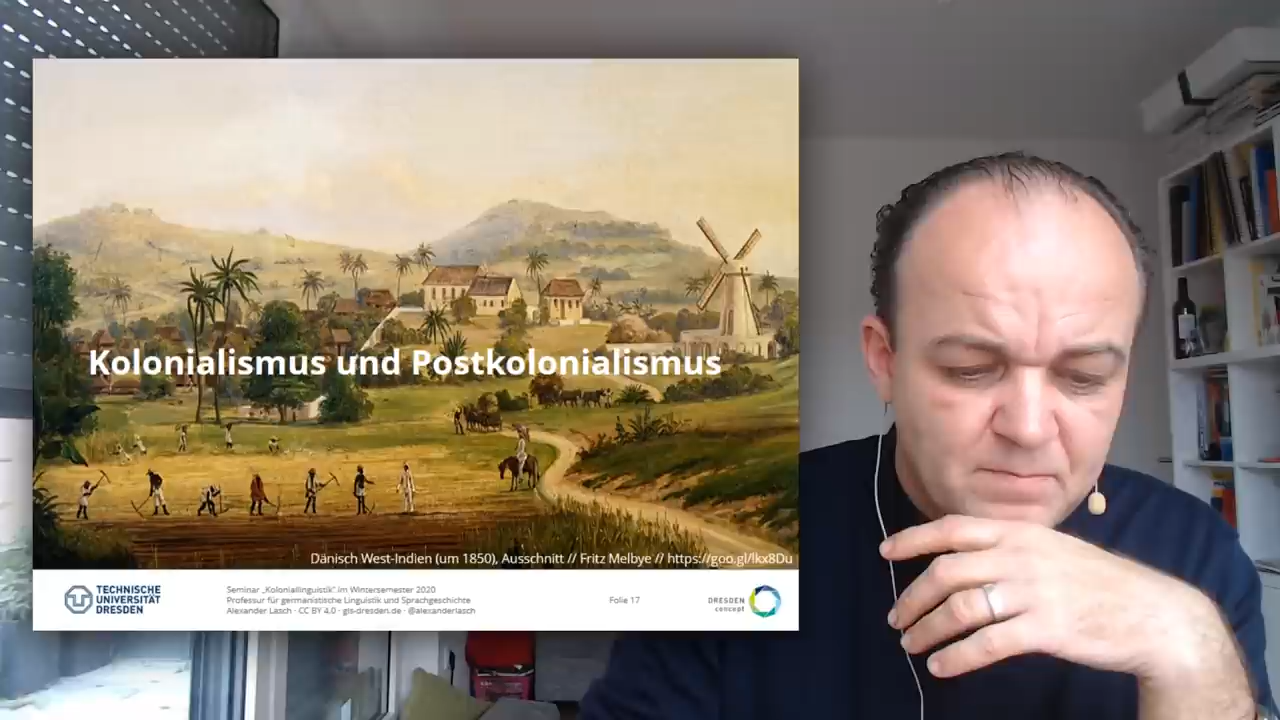 Kolonialismus und Postkolonialismus
Dänisch West-Indien (um 1850), Ausschnitt // Fritz Melbye // https://goo.gl/lkx8Du
TECHNISCHE
UNIVERSITÄT
DRESDEN
Seminar „Koloniallinguistik“ im Wintersemester 2020
Professur für germanistische Linguistik und Sprachgeschichte
Alexander Lasch · CC BY 4.0 · gls-dresden.de · @alexanderlasch
Folie 17
DRESDEN
concept